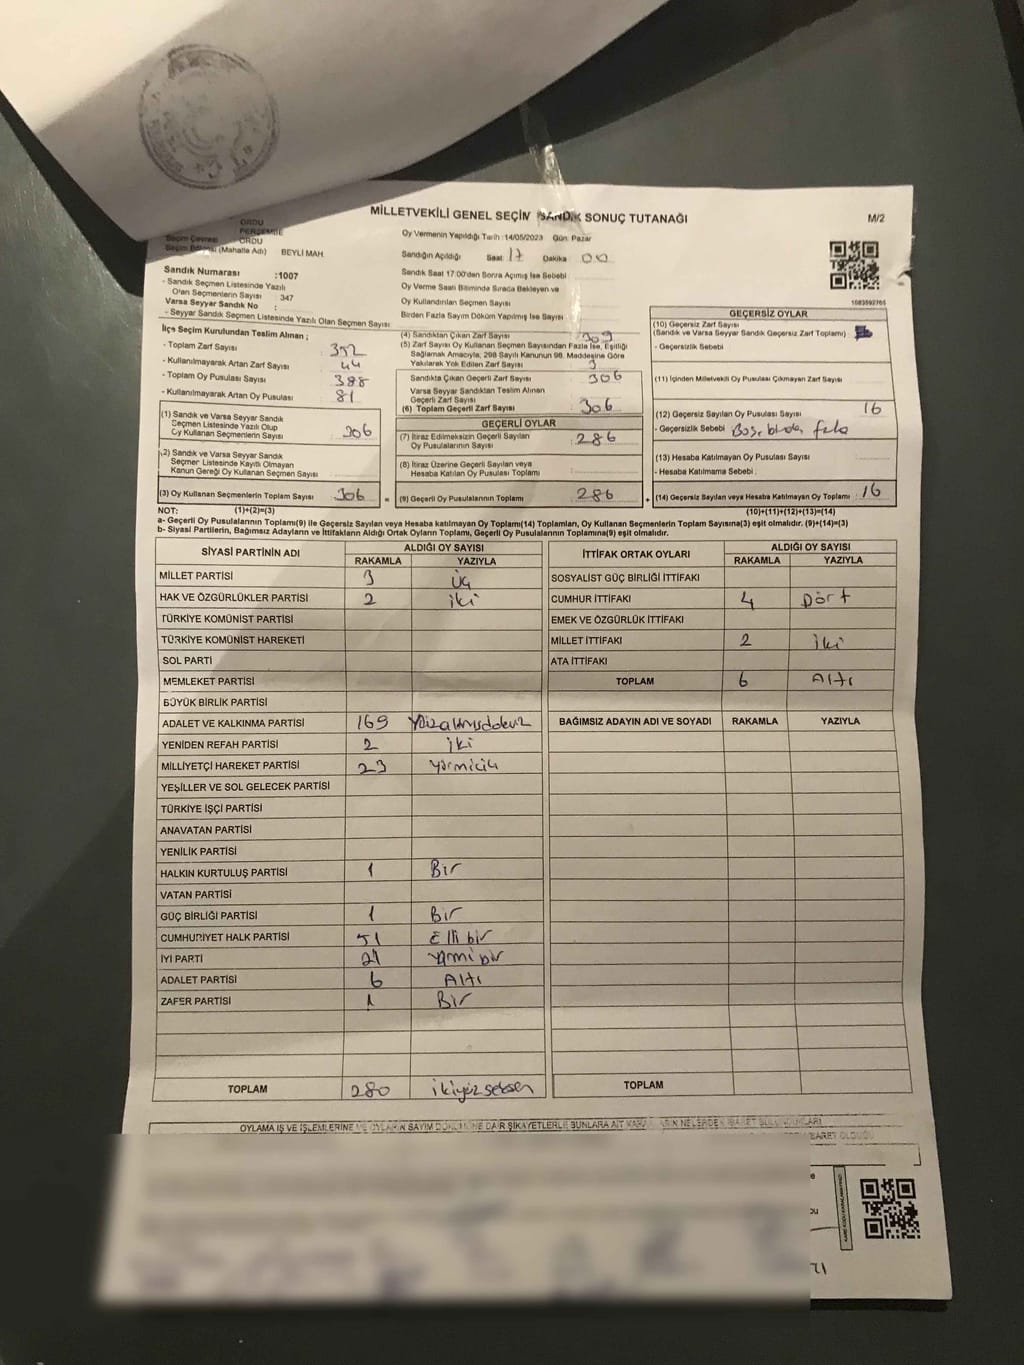 MİLLETVEKİLİ GENEL SEÇİM SANDIK SONUÇ TUTANAĞI
M/2
ORDU
PERŞEMBE
Seçim Çevresi ORDU
(Mahalle Adı) BEYLİ MAH.
Oy Vermenin Yapıldığı Tarih :14/05/2023 Gün: Pazar
Sandığın Açıldığı Saat: 17 Dakika 00
Sandık Saat 17:00'den Sonra Açılmış İse Sebebi
Oy Verme Saati Bitiminde Sırada Bekleyen ve
Oy Kullandırılan Seçmen Sayısı
Birden Fazla Sayım Döküm Yapılmış İse Sayısı
Sandık Numarası :1007
- Sandık Seçmen Listesinde Yazılı
Olan Seçmenlerin Sayısı : 347
Varsa Seyyar Sandık No :
- Seyyar Sandık Seçmen Listesinde Yazılı Olan Seçmen Sayısı
İlçe Seçim Kurulundan Teslim Alınan ;
- Toplam Zarf Sayısı 352
- Kullanılmayarak Artan Zarf Sayısı 44
- Toplam Oy Pusulası Sayısı 388
- Kullanılmayarak Artan Oy Pusulası 81
(1) Sandık ve Varsa Seyyar Sandık
Seçmen Listesinde Yazılı Olup
Oy Kullanan Seçmenlerin Sayısı 306
(2) Sandık ve Varsa Seyyar Sandık
Seçmen Listesinde Kayıtlı Olmayan
Kanun Gereği Oy Kullanan Seçmen Sayısı
(3) Oy Kullanan Seçmenlerin Toplam Sayısı 306 =
(1)+(2)=(3)
(4) Sandıktan Çıkan Zarf Sayısı 309
(5) Zarf Sayısı Oy Kullanan Seçmen Sayısından Fazla İse, Eşitliği
Sağlamak Amacıyla, 298 Sayılı Kanunun 98. Maddesine Göre
Yakılarak Yok Edilen Zarf Sayısı 3
Sandıkta Çıkan Geçerli Zarf Sayısı 306
Varsa Seyyar Sandıktan Teslim Alınan
Geçerli Zarf Sayısı
(6) Toplam Geçerli Zarf Sayısı 306
GEÇERLİ OYLAR
(7) İtiraz Edilmeksizin Geçerli Sayılan
Oy Pusulalarının Sayısı 286
(8) İtiraz Üzerine Geçerli Sayılan veya
Hesaba Katılan Oy Pusulası Toplamı
(9) Geçerli Oy Pusulalarının Toplamı 286 +
1083592765
GEÇERSİZ OYLAR
(10) Geçersiz Zarf Sayısı
(Sandık ve Varsa Seyyar Sandık Geçersiz Zarf Toplamı) :
- Geçersizlik Sebebi
(11) İçinden Milletvekili Oy Pusulası Çıkmayan Zarf Sayısı
(12) Geçersiz Sayılan Oy Pusulası Sayısı 16
- Geçersizlik Sebebi
(13) Hesaba Katılmayan Oy Pusulası Sayısı
- Hesaba Katılmama Sebebi :
(14) Geçersiz Sayılan veya Hesaba Katılmayan Oy Toplamı : 16
(10)+(11)+(12)+(13)=(14)
NOT:
a- Geçerli Oy Pusulalarının Toplamı(9) ile Geçersiz Sayılan veya Hesaba katılmayan Oy Toplamı(14) Toplamları, Oy Kullanan Seçmenlerin Toplam Sayısına(3) eşit olmalıdır. (9)+(14)=(3)
b- Siyasi Partilerin, Bağımsız Adayların ve İttifakların Aldığı Ortak Oyların Toplamı, Geçerli Oy Pusulalarının Toplamına(9) eşit olmalıdır.
SİYASİ PARTİNİN ADI ALDIĞI OY SAYISI
RAKAMLA YAZIYLA
MİLLET PARTİSİ 3 Üç
HAK VE ÖZGÜRLÜKLER PARTİSİ 2 iki
TÜRKİYE KOMÜNİST PARTİSİ
TÜRKİYE KOMÜNİST HAREKETİ
SOL PARTİ
MEMLEKET PARTİSİ
BÜYÜK BİRLİK PARTİSİ
ADALET VE KALKINMA PARTİSİ 169
YENİDEN REFAH PARTİSİ 2 iki
MİLLİYETÇİ HAREKET PARTİSİ 23
YEŞİLLER VE SOL GELECEK PARTİSİ
TÜRKİYE İŞÇİ PARTİSİ
ANAVATAN PARTİSİ
YENİLİK PARTİSİ
HALKIN KURTULUŞ PARTİSİ 1 Bir
VATAN PARTİSİ
GÜÇ BİRLİĞİ PARTİSİ 1 Bir
CUMHURİYET HALK PARTİSİ 51 Elli bir
İYİ PARTİ 21 yirmi bir
ADALET PARTİSİ 6 Altı
ZAFER PARTİSİ 1 Bir
TOPLAM 280 ikiyüzseksen
İTTİFAK ORTAK OYLARI ALDIĞI OY SAYISI
RAKAMLA YAZIYLA
SOSYALİST GÜÇ BİRLİĞİ İTTİFAKI
CUMHUR İTTİFAKI 4 Dört
EMEK VE ÖZGÜRLÜK İTTİFAKI
MİLLET İTTİFAKI 2 iki
ATA İTTİFAKI
TOPLAM 6 Altı
BAĞIMSIZ ADAYIN ADI VE SOYADI RAKAMLA YAZIYLA
TOPLAM
OYLAMA İŞ VE İŞLEMLERİNE VE OYLARIN SAYIM DÖKÜMÜNE DAİR ŞİKAYETLERLE BUNLARA AİT